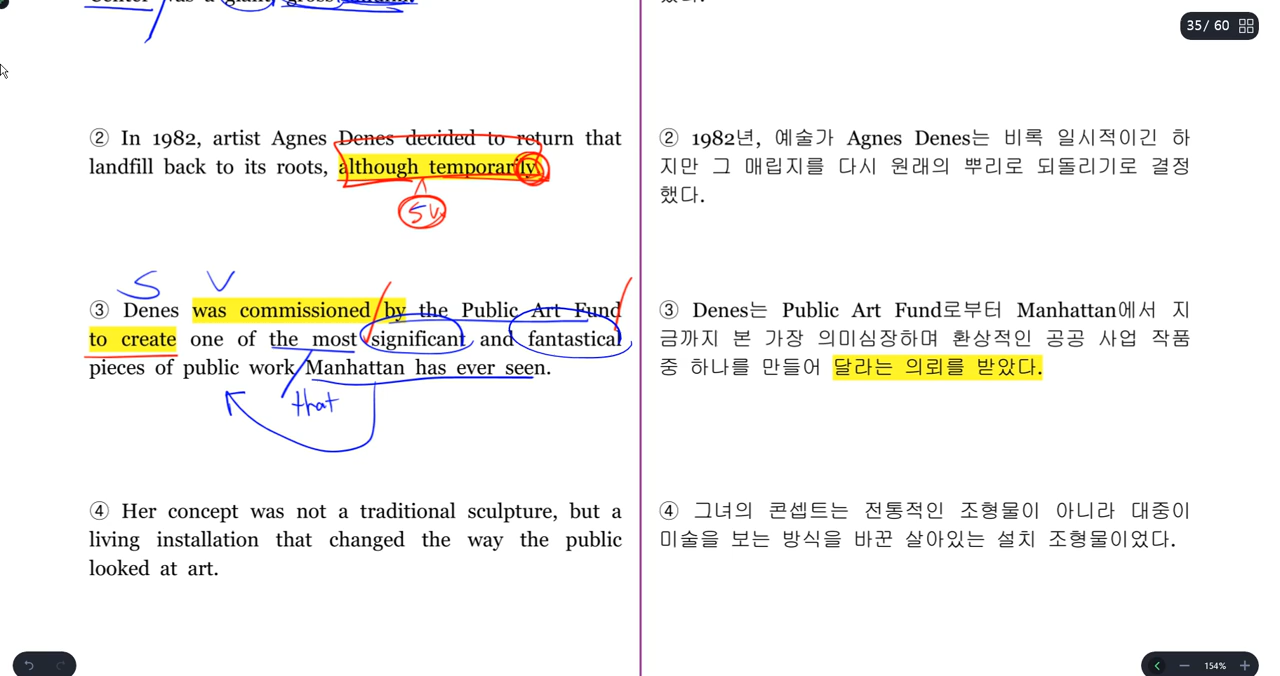 Center was a giant, gross
35/ 60
② In 1982, artist Agnes Denes decided to return that
landfill back to its roots, although temporarily.
SV
S V
③ Denes was commissioned by the Public Art Fund
to create one of the most significant and fantastical
pieces of public work Manhattan has ever seen.
that
④ Her concept was not a traditional sculpture, but a
living installation that changed the way the public
looked at art.
② 1982년, 예술가 Agnes Denes는 비록 일시적이긴 하
지만 그 매립지를 다시 원래의 뿌리로 되돌리기로 결정
했다.
③ Denes는 Public Art Fund로부터 Manhattan에서 지
금까지 본 가장 의미심장하며 환상적인 공공 사업 작품
중 하나를 만들어 달라는 의뢰를 받았다.
④ 그녀의 콘셉트는 전통적인 조형물이 아니라 대중이
미술을 보는 방식을 바꾼 살아있는 설치 조형물이었다.
154%